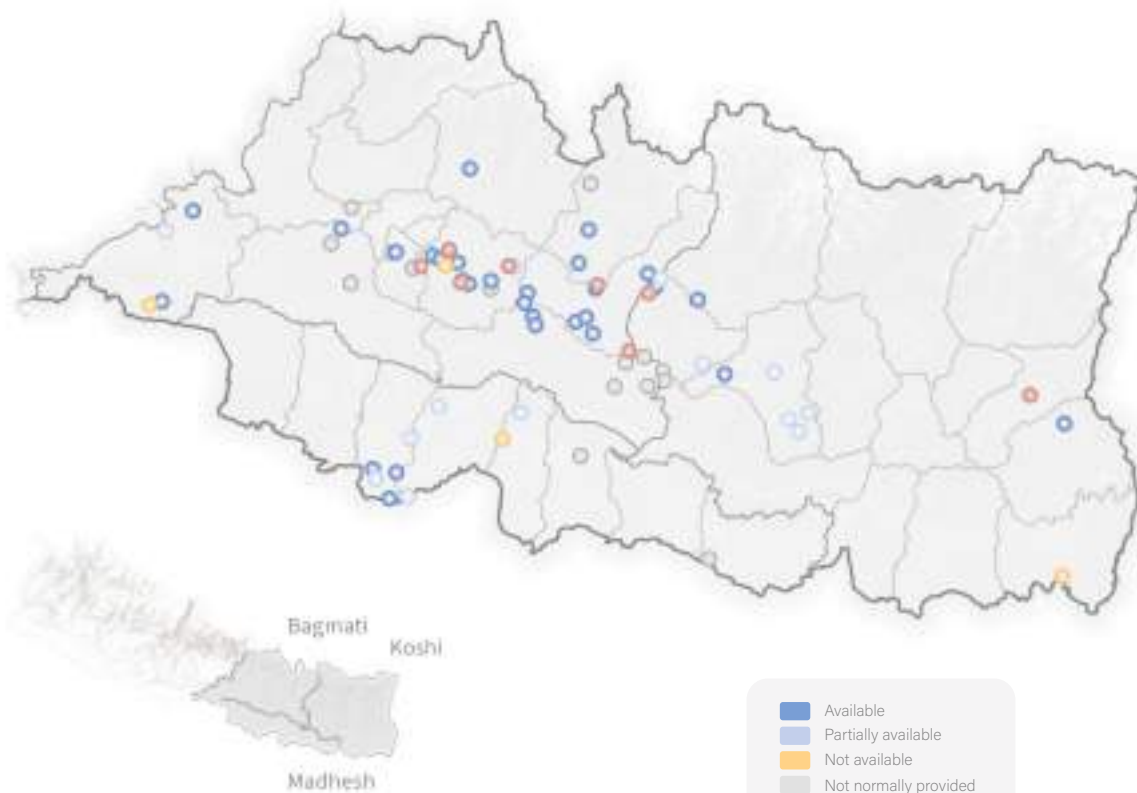 Bagmati
Koshi
Madhesh
Available
Partially available
Not available
Not normally provided